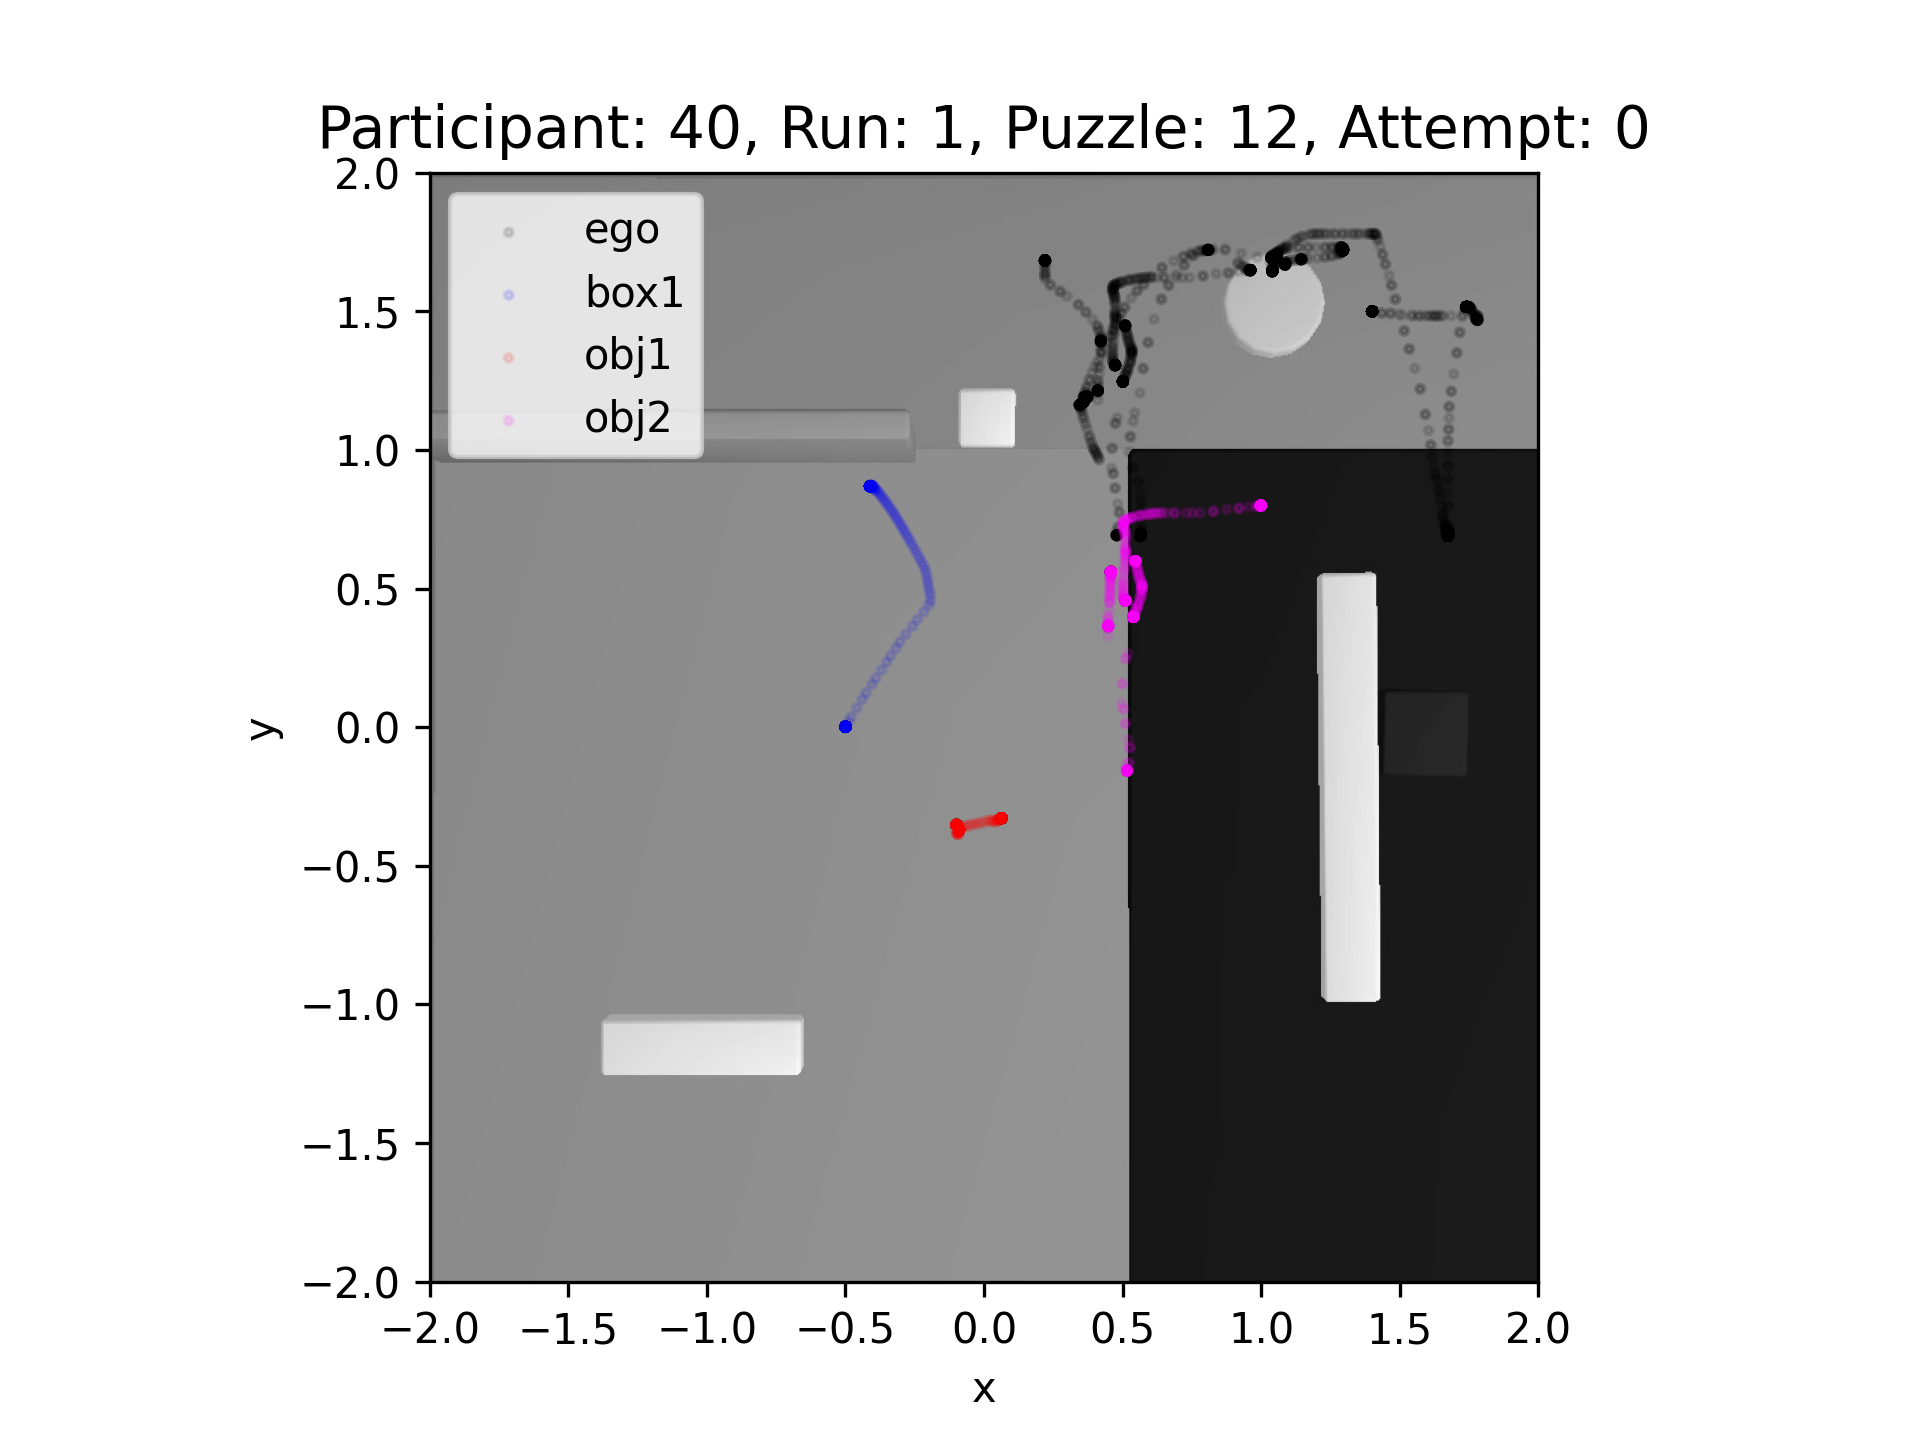 Participant: 40, Run: 1, Puzzle: 12, Attempt: 0
2.0
1.5
1.0
0.5
0.0
−0.5
−1.0
−1.5
−2.0
y
ego
box1
obj1
obj2
−2.0 −1.5 −1.0 −0.5 0.0 0.5 1.0 1.5 2.0
x